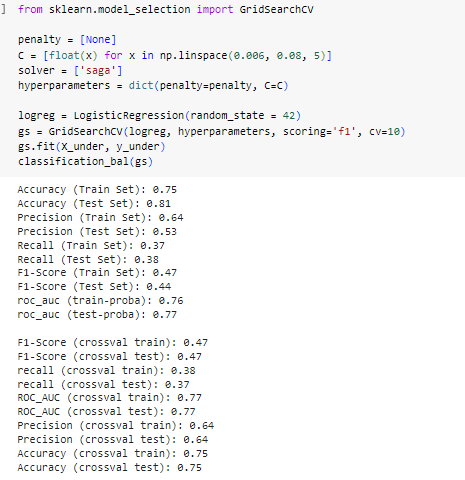 ] from sklearn.model_selection import GridSearchCV
penalty = [None]
C = [float(x) for x in np.linspace(0.006, 0.08, 5)]
solver = ['saga']
hyperparameters = dict(penalty=penalty, C=C)
logreg = LogisticRegression(random_state = 42)
gs = GridSearchCV(logreg, hyperparameters, scoring='f1', cv=10)
gs.fit(X_under, y_under)
classification_bal(gs)
Accuracy (Train Set): 0.75
Accuracy (Test Set): 0.81
Precision (Train Set): 0.64
Precision (Test Set): 0.53
Recall (Train Set): 0.37
Recall (Test Set): 0.38
F1-Score (Train Set): 0.47
F1-Score (Test Set): 0.44
roc_auc (train-proba): 0.76
roc_auc (test-proba): 0.77
F1-Score (crossval train): 0.47
F1-Score (crossval test): 0.47
recall (crossval train): 0.38
recall (crossval test): 0.37
ROC_AUC (crossval train): 0.77
ROC_AUC (crossval test): 0.77
Precision (crossval train): 0.64
Precision (crossval test): 0.64
Accuracy (crossval train): 0.75
Accuracy (crossval test): 0.75